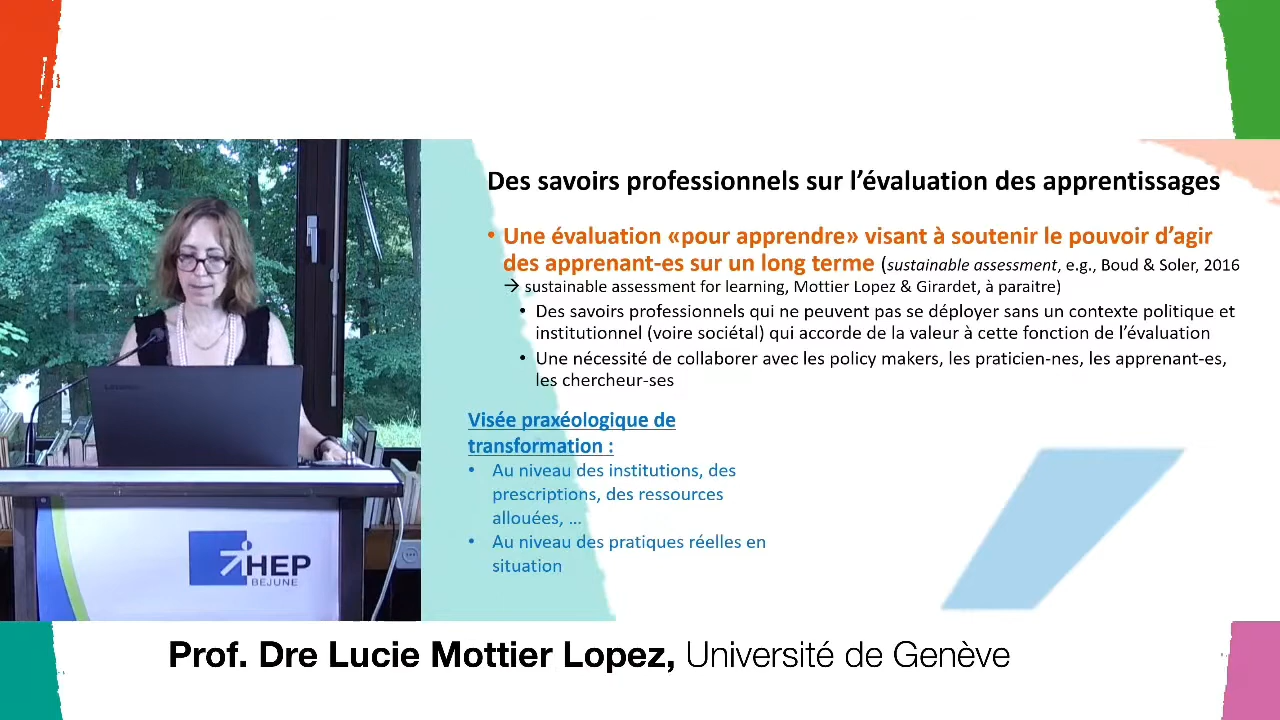 Des savoirs professionnels sur l’évaluation des apprentissages
• Une évaluation «pour apprendre» visant à soutenir le pouvoir d’agir
des apprenant-es sur un long terme (sustainable assessment, e.g., Boud & Soler, 2016
→ sustainable assessment for learning, Mottier Lopez & Girardet, à paraitre)
• Des savoirs professionnels qui ne peuvent pas se déployer sans un contexte politique et
institutionnel (voire sociétal) qui accorde de la valeur à cette fonction de l’évaluation
• Une nécessité de collaborer avec les policy makers, les praticien-nes, les apprenant-es,
les chercheur-ses
Visée praxéologique de
transformation :
• Au niveau des institutions, des
prescriptions, des ressources
allouées, …
• Au niveau des pratiques réelles en
situation
Lenovo
HEP
BEJUNE
Prof. Dre Lucie Mottier Lopez, Université de Genève